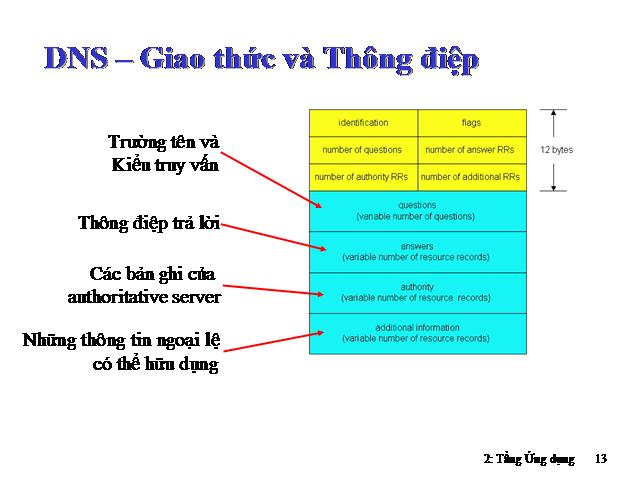 DNS – Giao thức và Thông điệp
Trường tên và
Kiểu truy vấn
Thông điệp trả lời
Các bản ghi của
authoritative server
Những thông tin ngoại lệ
có thể hữu dụng
identification
flags
number of questions
number of answer RRs
number of authority RRs
number of additional RRs
12 bytes
questions
(variable number of questions)
answers
(variable number of resource records)
authority
(variable number of resource records)
additional information
(variable number of resource records)
2: Tầng Ứng dụng
13